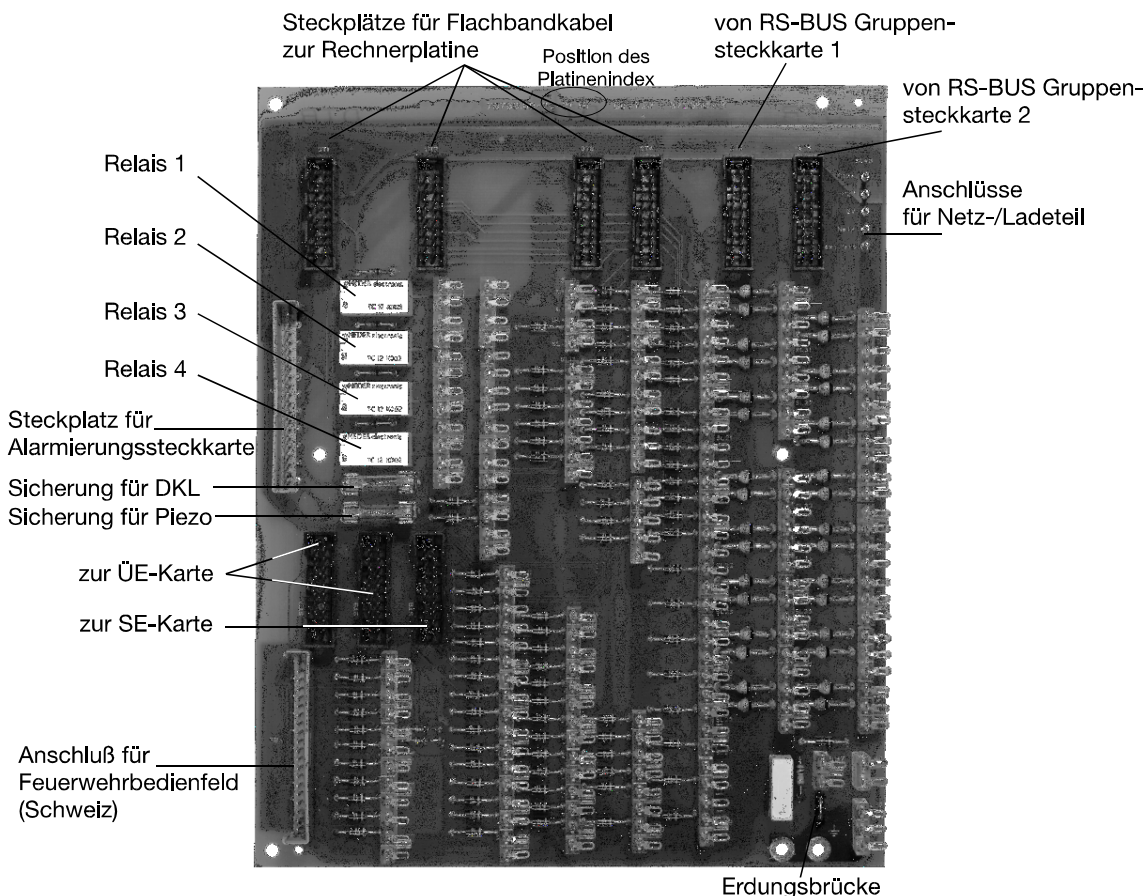 Steckplätze für Flachbandkabel
zur Rechnerplatine
Position des
Platinenindex
von RS-BUS Gruppen-
steckkarte 1
von RS-BUS Gruppen-
steckkarte 2
Relais 1
Anschlüsse
für Netz-/Ladeteil
Relais 2
Relais 3
Relais 4
Steckplatz für
Alarmierungssteckkarte
Sicherung für DKL
Sicherung für Piezo
zur ÜE-Karte
zur SE-Karte
Anschluß für
Feuerwehrbedienfeld
(Schweiz)
Erdungsbrücke